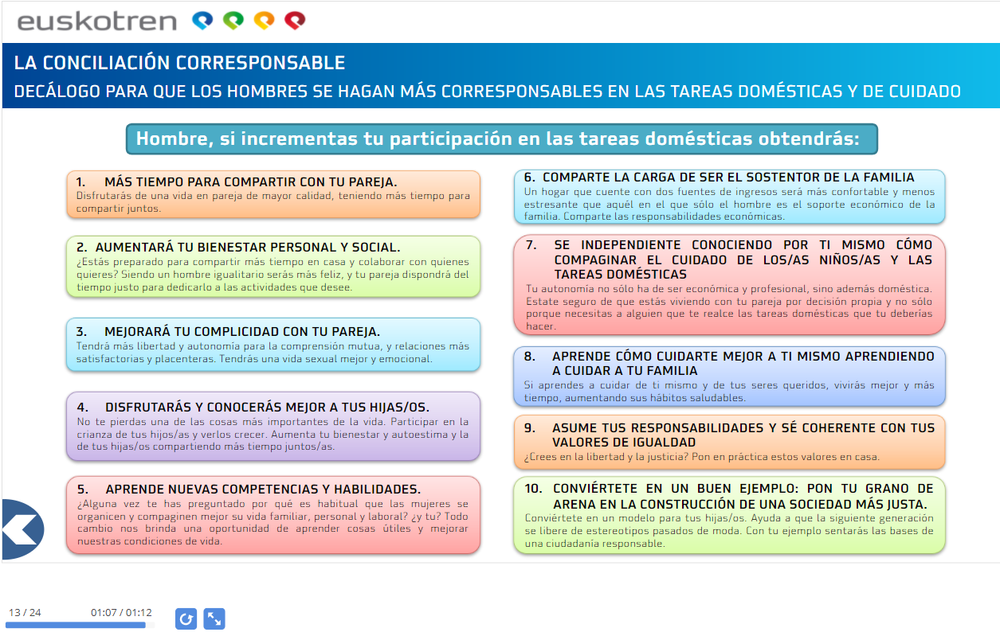 euskotren
LA CONCILIACIÓN CORRESPONSABLE
DECÁLOGO PARA QUE LOS HOMBRES SE HAGAN MÁS CORRESPONSABLES EN LAS TAREAS DOMÉSTICAS Y DE CUIDADO
Hombre, si incrementas tu participación en las tareas domésticas obtendrás:
1. MÁS TIEMPO PARA COMPARTIR CON TU PAREJA.
Disfrutarás de una vida en pareja de mayor calidad, teniendo más tiempo para
compartir juntos.
2. AUMENTARÁ TU BIENESTAR PERSONAL Y SOCIAL.
¿Estás preparado para compartir más tiempo en casa y colaborar con quienes
quieres? Siendo un hombre igualitario serás más feliz, y tu pareja dispondrá del
tiempo justo para dedicarlo a las actividades que desee.
3. MEJORARÁ TU COMPLICIDAD CON TU PAREJA.
Tendrá más libertad y autonomía para la comprensión mutua, y relaciones más
satisfactorias y placenteras. Tendrás una vida sexual mejor y emocional.
4. DISFRUTARÁS Y CONOCERÁS MEJOR A TUS HIJAS/OS.
No te pierdas una de las cosas más importantes de la vida. Participar en la
crianza de tus hijos/as y verlos crecer. Aumenta tu bienestar y autoestima y la
de tus hijas/os compartiendo más tiempo juntos/as.
5. APRENDE NUEVAS COMPETENCIAS Y HABILIDADES.
¿Alguna vez te has preguntado por qué es habitual que las mujeres se
organicen y compaginen mejor su vida familiar, personal y laboral? ¿y tu? Todo
cambio nos brinda una oportunidad de aprender cosas útiles y mejorar
nuestras condiciones de vida.
6. COMPARTE LA CARGA DE SER EL SOSTENTOR DE LA FAMILIA
Un hogar que cuente con dos fuentes de ingresos será más confortable y menos
estresante que aquél en el que sólo el hombre es el soporte económico de la
familia. Comparte las responsabilidades económicas.
7. SE INDEPENDIENTE CONOCIENDO POR TI MISMO CÓMO
COMPAGINAR EL CUIDADO DE LOS/AS NIÑOS/AS Y LAS
TAREAS DOMÉSTICAS
Tu autonomía no sólo ha de ser económica y profesional, sino además doméstica.
Estate seguro de que estás viviendo con tu pareja por decisión propia y no sólo
porque necesitas a alguien que te realce las tareas domésticas que tu deberías
hacer.
8. APRENDE CÓMO CUIDARTE MEJOR A TI MISMO APRENDIENDO
A CUIDAR A TU FAMILIA
Si aprendes a cuidar de ti mismo y de tus seres queridos, vivirás mejor y más
tiempo, aumentando sus hábitos saludables.
9. ASUME TUS RESPONSABILIDADES Y SÉ COHERENTE CON TUS
VALORES DE IGUALDAD
¿Crees en la libertad y la justicia? Pon en práctica estos valores en casa.
10. CONVIÉRTETE EN UN BUEN EJEMPLO: PON TU GRANO DE
ARENA EN LA CONSTRUCCIÓN DE UNA SOCIEDAD MÁS JUSTA.
Conviértete en un modelo para tus hijas/os. Ayuda a que la siguiente generación
se libere de estereotipos pasados de moda. Con tu ejemplo sentarás las bases de
una ciudadanía responsable.
13 / 24 01:07 / 01:12